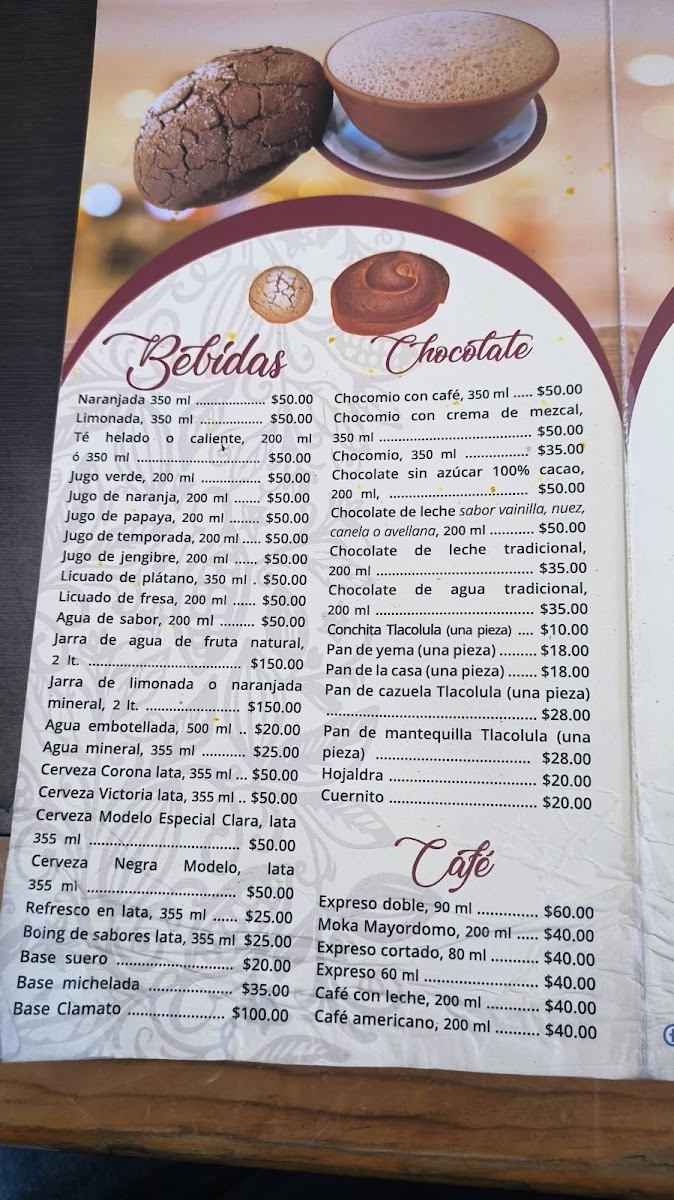 Bebidas
Naranjada 350 ml ................. $50.00
Limonada, 350 ml ............... $50.00
Té helado o caliente, 200 ml
ó 350 ml .............................. $50.00
Jugo verde, 200 ml .............. $50.00
Jugo de naranja, 200 ml ....... $50.00
Jugo de papaya, 200 ml ........ $50.00
Jugo de temporada, 200 ml ..... $50.00
Jugo de jengibre, 200 ml ...... $50.00
Licuado de plátano, 350 ml . $50.00
Licuado de fresa, 200 ml ...... $50.00
Agua de sabor, 200 ml ......... $50.00
Jarra de agua de fruta natural,
2 lt. ..................................... $150.00
Jarra de limonada o naranjada
mineral, 2 lt. ....................... $150.00
Agua embotellada, 500 ml .. $20.00
Agua mineral, 355 ml .......... $25.00
Cerveza Corona lata, 355 ml ... $50.00
Cerveza Victoria lata, 355 ml .. $50.00
Cerveza Modelo Especial Clara, lata
355 ml .................................... $50.00
Cerveza Negra Modelo, lata
355 ml .................................... $50.00
Refresco en lata, 355 ml ...... $25.00
Boing de sabores lata, 355 ml $25.00
Base suero ............................ $20.00
Base michelada .................... $35.00
Base Clamato ....................... $100.00
Chocolate
Chocomio con café, 350 ml ..... $50.00
Chocomio con crema de mezcal,
350 ml ..................................... $50.00
Chocomio, 350 ml ............... $35.00
Chocolate sin azúcar 100% cacao,
200 ml, .................................. $50.00
Chocolate de leche sabor vainilla, nuez,
canela o avellana, 200 ml ........... $50.00
Chocolate de leche tradicional,
200 ml ...................................... $35.00
Chocolate de agua tradicional,
200 ml ...................................... $35.00
Conchita Tlacolula (una pieza) .... $10.00
Pan de yema (una pieza) ......... $18.00
Pan de la casa (una pieza) ....... $18.00
Pan de cazuela Tlacolula (una pieza)
.................................................. $28.00
Pan de mantequilla Tlacolula (una
pieza) ..................................... $28.00
Hojaldra ................................... $20.00
Cuernito ................................... $20.00
Café
Expreso doble, 90 ml .............. $60.00
Moka Mayordomo, 200 ml ..... $40.00
Expreso cortado, 80 ml ........... $40.00
Expreso 60 ml ........................... $40.00
Café con leche, 200 ml ............ $40.00
Café americano, 200 ml .......... $40.00